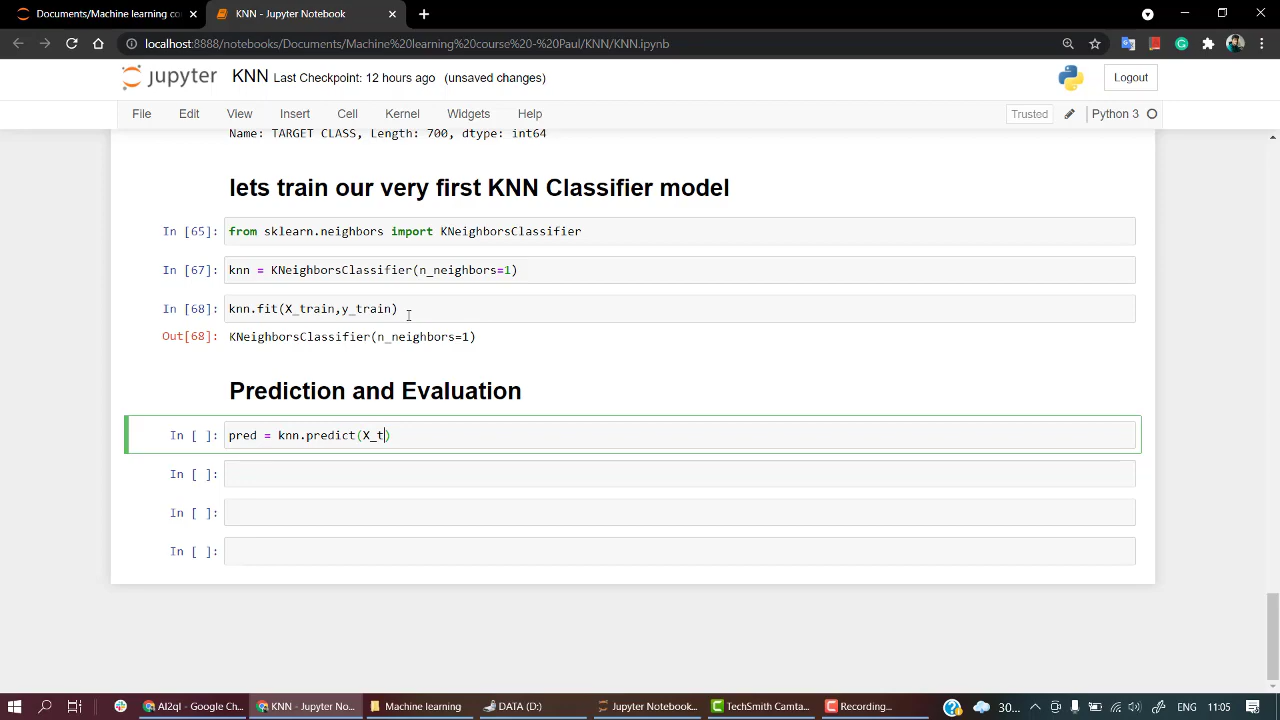 Documents/Machine learning co
KNN - Jupyter Notebook
localhost:8888/notebooks/Documents/Machine%20learning%20course%20-%20Paul/KNN/KNN.ipynb
jupyter KNN Last Checkpoint: 12 hours ago (unsaved changes)
Logout
File Edit View Insert Cell Kernel Widgets Help
Trusted Python 3
Name: TARGET CLASS, Length: 700, dtype: int64
lets train our very first KNN Classifier model
In [65]: from sklearn.neighbors import KNeighborsClassifier
In [67]: knn = KNeighborsClassifier(n_neighbors=1)
In [68]: knn.fit(X_train,y_train)
Out[68]: KNeighborsClassifier(n_neighbors=1)
Prediction and Evaluation
In [ ]: pred = knn.predict(X_t)
In [ ]:
In [ ]:
In [ ]:
AI2ql - Google Ch... KNN - Jupyter No... Machine learning DATA (D:) Jupyter Notebook... TechSmith Camta... Recording... 30... ENG 11:05